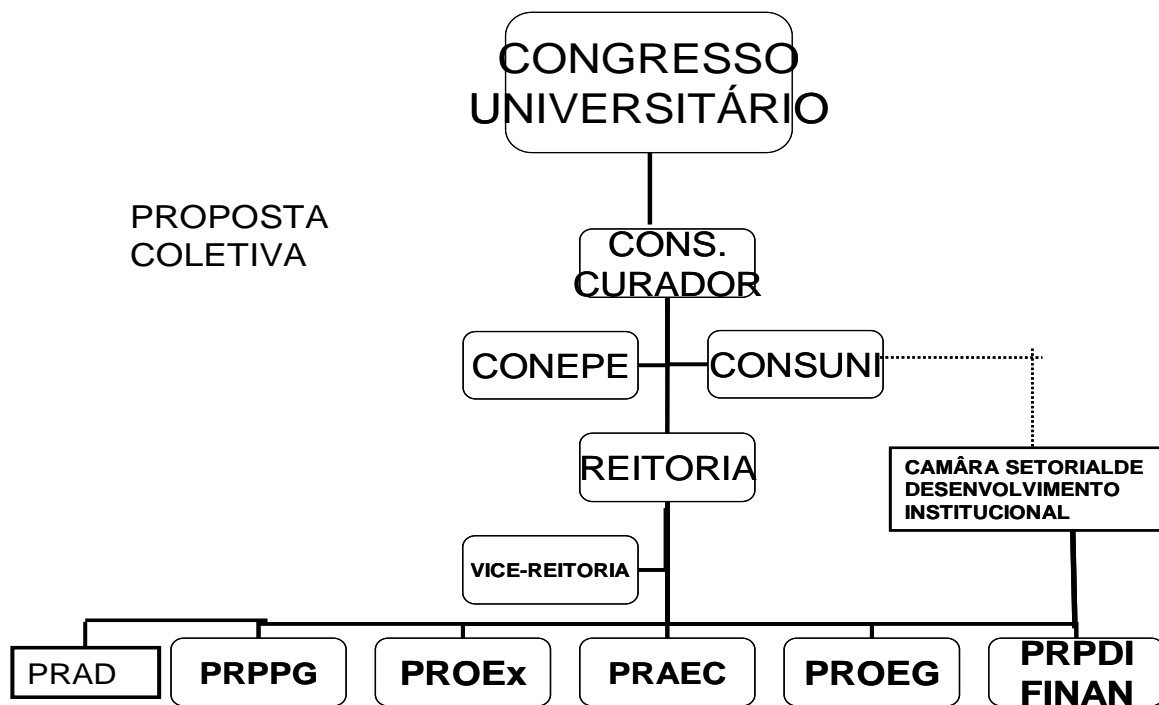 CONGRESSO
UNIVERSITÁRIO
PROPOSTA
COLETIVA
CONS.
CURADOR
CONEPE
CONSUNI
REITORIA
CAMÂRA SETORIALDE
DESENVOLVIMENTO
INSTITUCIONAL
VICE-REITORIA
PRAD
PRPPG
PROEx
PRAEC
PROEG
PRPDI
FINAN